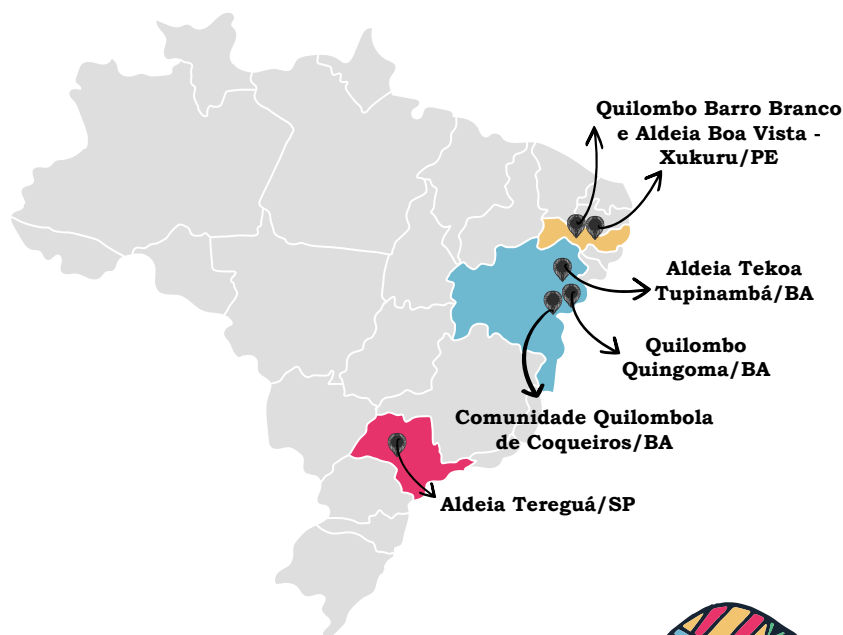 Quilombo Barro Branco
e Aldeia Boa Vista -
Xukuru/PE
Aldeia Tekoa
Tupinambá/BA
Quilombo
Quingoma/BA
Comunidade Quilombola
de Coqueiros/BA
Aldeia Tereguá/SP